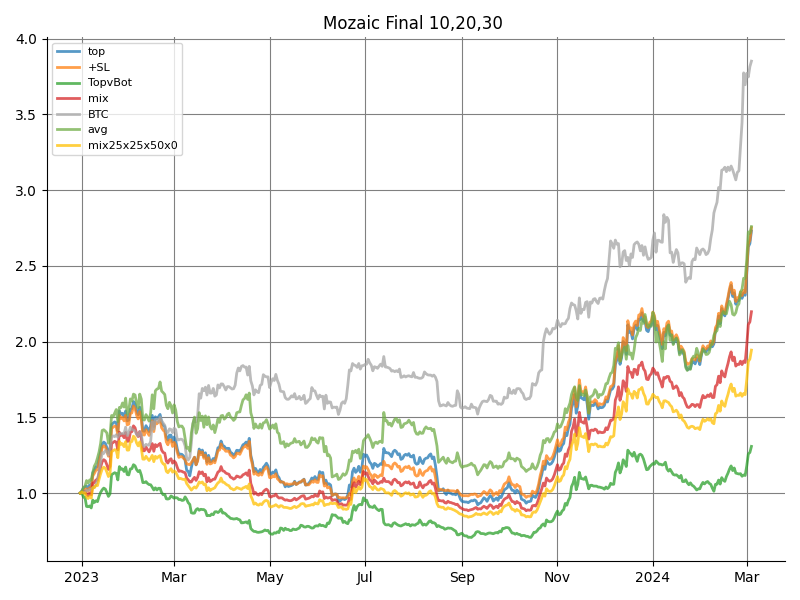 Mozaic Final 10,20,30
4.0
3.5
3.0
2.5
2.0
1.5
1.0
top
+SL
TopvBot
mix
BTC
avg
mix25x25x50x0
2023 Mar May Jul Sep Nov 2024 Mar